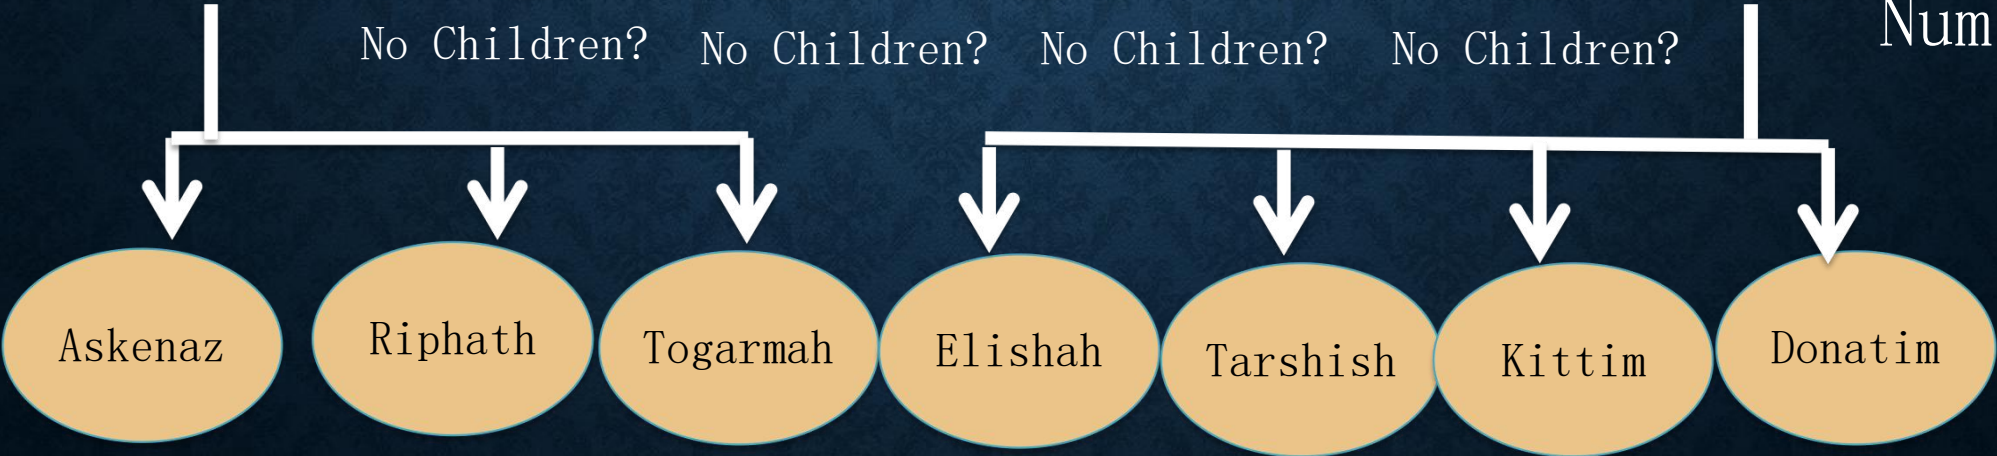 No Children?
No Children?
No Children?
No Children?
Num
Askenaz
Riphath
Togarmah
Elishah
Tarshish
Kittim
Donatim